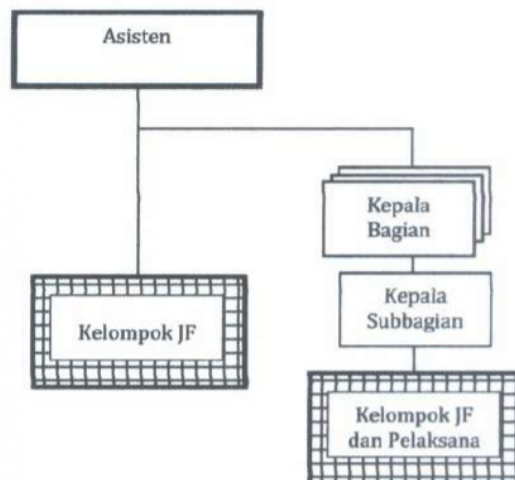 Asisten
Kepala
Bagian
Kelompok JF
Kepala
Subbagian
Kelompok JF
dan Pelaksana